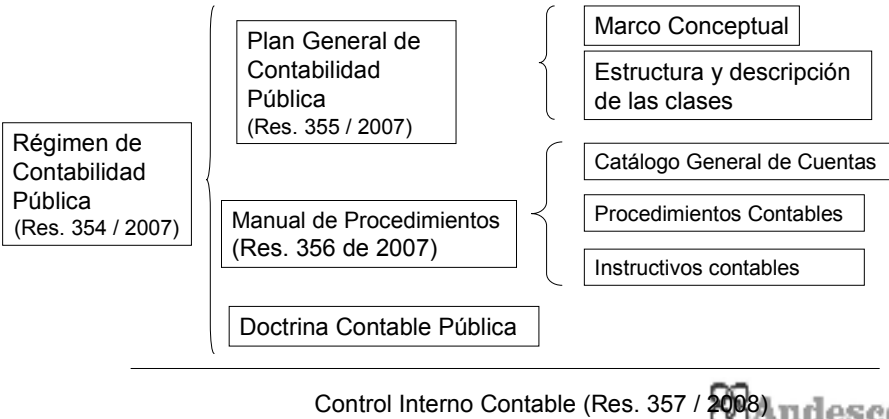 Régimen de
Contabilidad
Pública
(Res. 354 / 2007)
Plan General de
Contabilidad
Pública
(Res. 355 / 2007)
Marco Conceptual
Estructura y descripción
de las clases
Manual de Procedimientos
(Res. 356 de 2007)
Catálogo General de Cuentas
Procedimientos Contables
Instructivos contables
Doctrina Contable Pública
Control Interno Contable (Res. 357 / 2008)
Andesco